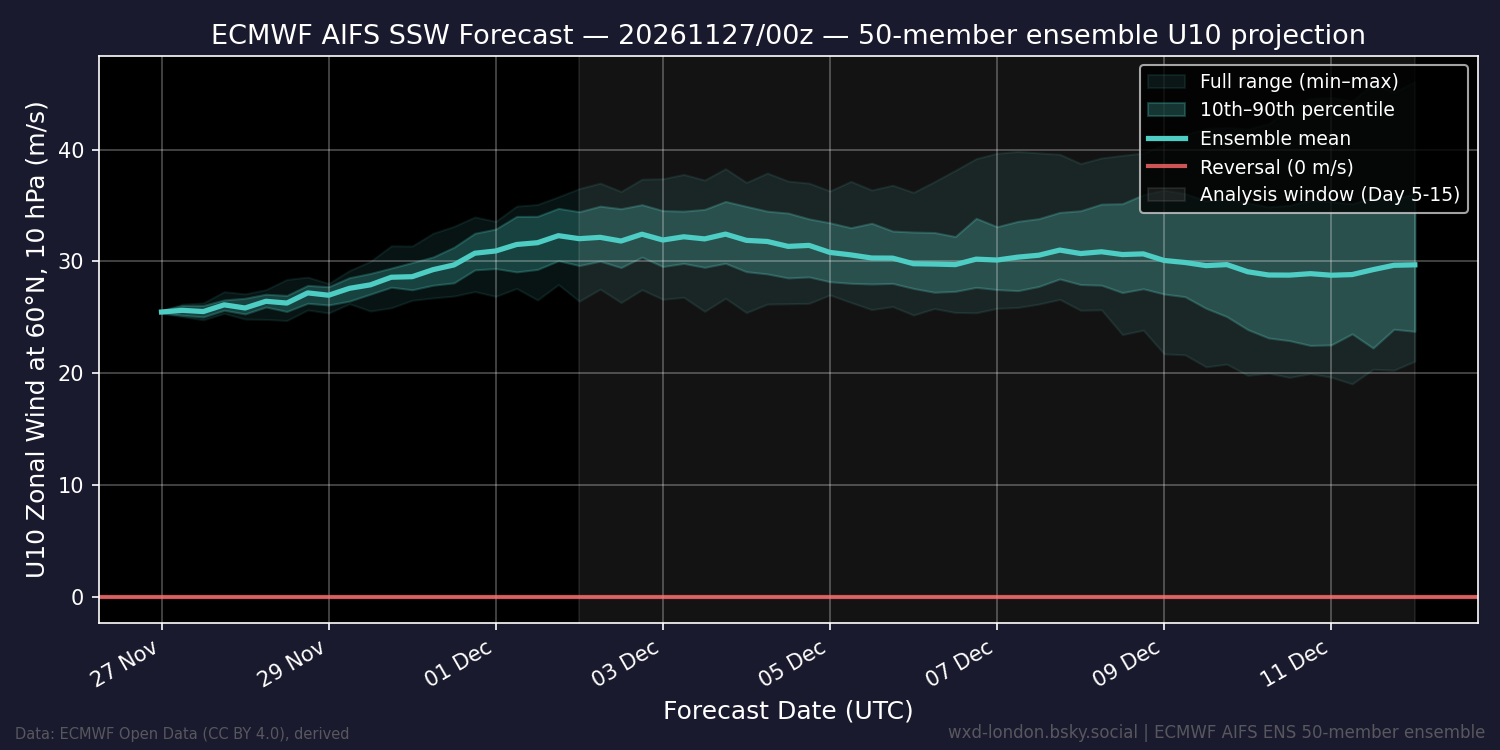 ECMWF AIFS SSW Forecast — 20261127/00z — 50-member ensemble U10 projection
U10 Zonal Wind at 60°N, 10 hPa (m/s)
40
30
20
10
0
Full range (min–max)
10th–90th percentile
Ensemble mean
Reversal (0 m/s)
Analysis window (Day 5-15)
27 Nov
29 Nov
01 Dec
03 Dec
05 Dec
07 Dec
09 Dec
11 Dec
Forecast Date (UTC)
Data: ECMWF Open Data (CC BY 4.0), derived
wxd-london.bsky.social | ECMWF AIFS ENS 50-member ensemble